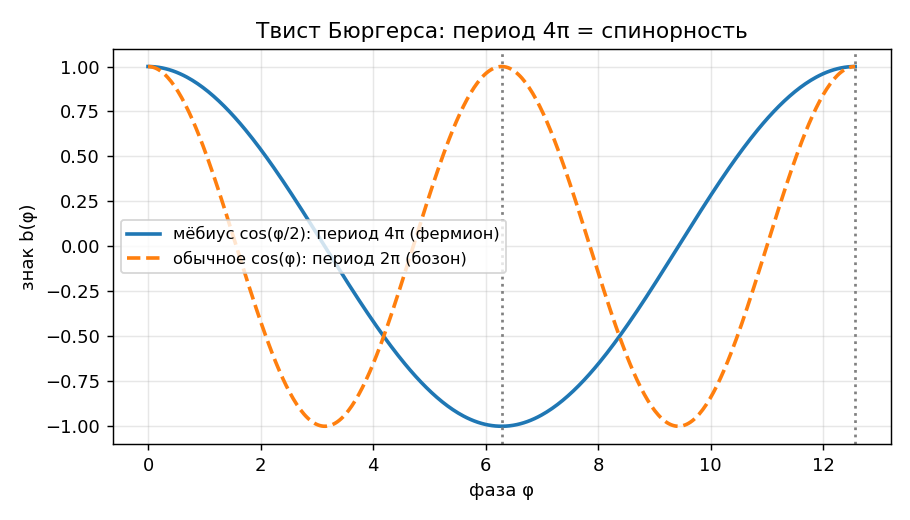 Твист Бюргерса: период 4π = спинорность
знак b(φ)
1.00
0.75
0.50
0.25
0.00
−0.25
−0.50
−0.75
−1.00
мёбиус cos(φ/2): период 4π (фермион)
обычное cos(φ): период 2π (бозон)
0 2 4 6 8 10 12
фаза φ